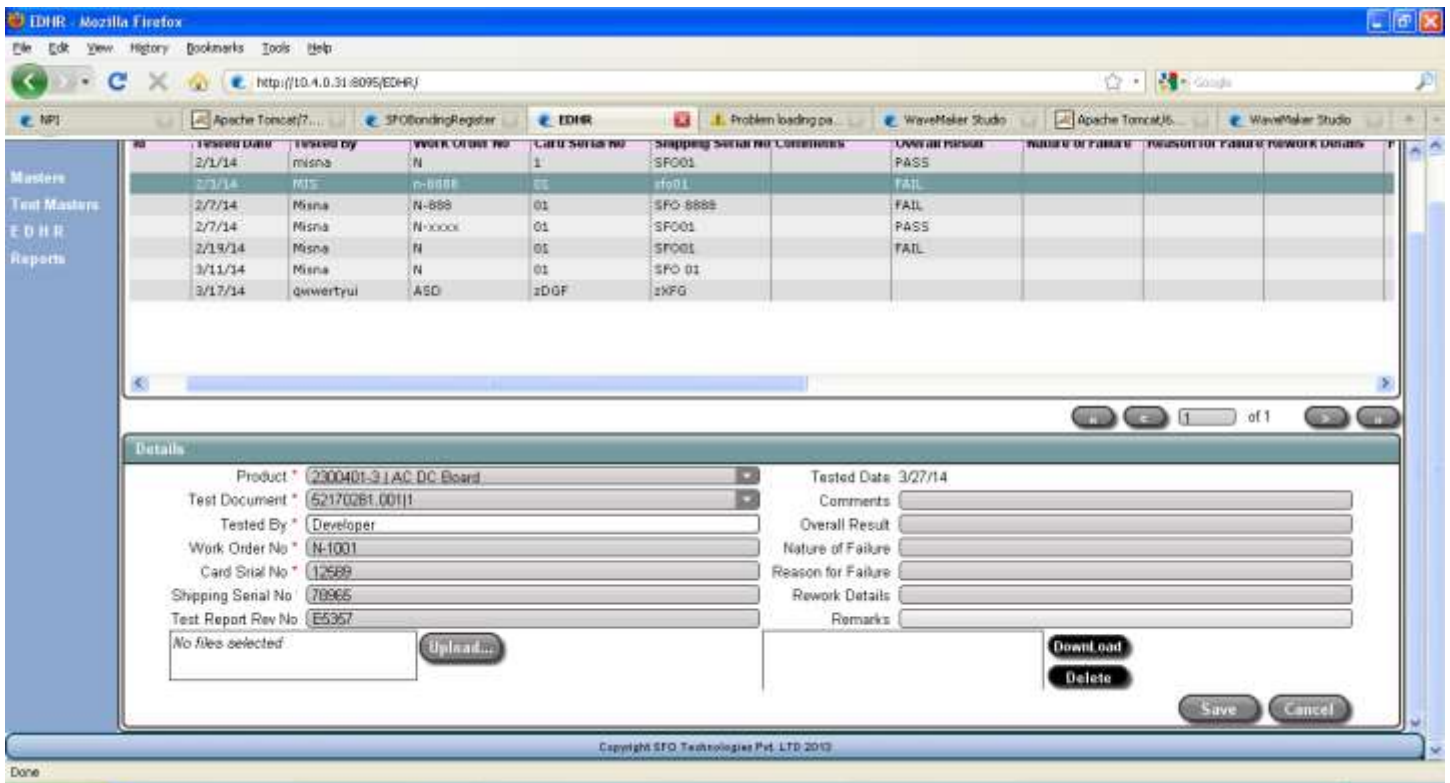 EDHR - Mozilla Firefox
File Edit View History Bookmarks Tools Help
http://10.4.0.31:8095/EDHR/ Google
NPI Apache Tomcat/7.... SFOBondingRegister EDHR Problem loading pa... WaveMaker Studio Apache Tomcat/6... WaveMaker Studio
Id Tested Date Tested By Work Order No Card Serial No Shipping Serial No Comments Overall Result Nature of Failure Reason for Failure Rework Details
2/1/14 misna N 1 SFO01 PASS
MIS n-8888 sfo01 FAIL
2/7/14 Misna N-888 01 SFO-8888 FAIL
2/7/14 Misna N-xxxx 01 SFO01 PASS
2/19/14 Misna N 01 SFO01 FAIL
3/11/14 Misna N 01 SFO 01
3/17/14 qwwertyui ASD zDGF zXFG
Masters
Test Masters
E D H R
Reports
1 of 1
Details
Product * 2300401-3 | AC DC Board Tested Date 3/27/14
Test Document * 52170281.001|1 Comments
Tested By * Developer Overall Result
Work Order No * N-1001 Nature of Failure
Card Srial No * 12589 Reason for Failure
Shipping Serial No 78965 Rework Details
Test Report Rev No E5357 Remarks
No files selected Upload... DownLoad
Delete
Save Cancel
Copyright SFO Technologies Pvt. LTD 2013
Done